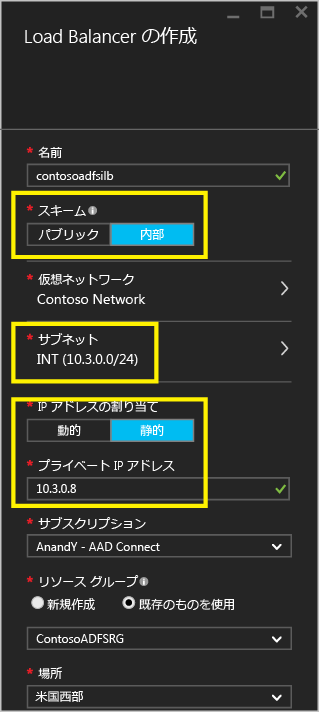 Load Balancer の作成
* 名前
contosoadfsilb
* スキーム
パブリック 内部
* 仮想ネットワーク
Contoso Network
* サブネット
INT (10.3.0.0/24)
* IP アドレスの割り当て
動的 静的
* プライベート IP アドレス
10.3.0.8
* サブスクリプション
AnandY - AAD Connect
* リソース グループ
新規作成 既存のものを使用
ContosoADFSRG
* 場所
米国西部